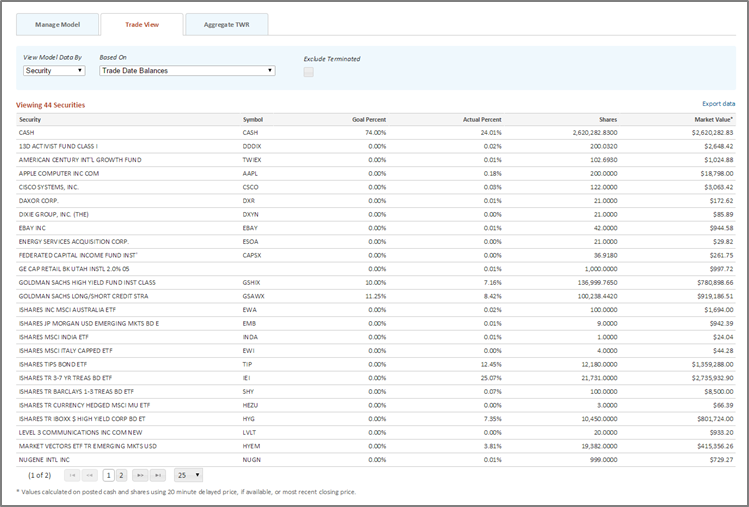 Manage Model Trade View Aggregate TWR
View Model Data By Based On Exclude Terminated
Security Trade Date Balances
Viewing 44 Securities Export data
Security Symbol Goal Percent Actual Percent Shares Market Value*
CASH CASH 74.00% 24.01% 2,620,282.8300 $2,620,282.83
13D ACTIVIST FUND CLASS I DDDIX 0.00% 0.02% 200.0320 $2,648.42
AMERICAN CENTURY INT'L GROWTH FUND TWIEX 0.00% 0.01% 102.6930 $1,024.88
APPLE COMPUTER INC COM AAPL 0.00% 0.18% 200.0000 $18,798.00
CISCO SYSTEMS, INC. CSCO 0.00% 0.03% 122.0000 $3,063.42
DAXOR CORP. DXR 0.00% 0.01% 21.0000 $172.62
DIXIE GROUP, INC. (THE) DXYN 0.00% 0.00% 21.0000 $85.89
EBAY INC EBAY 0.00% 0.01% 42.0000 $944.58
ENERGY SERVICES ACQUISITION CORP. ESOA 0.00% 0.00% 21.0000 $29.82
FEDERATED CAPITAL INCOME FUND INST' CAPSX 0.00% 0.00% 36.9180 $261.75
GE CAP RETAIL BK UTAH INSTL 2.0% 05 0.00% 0.01% 1,000.0000 $997.72
GOLDMAN SACHS HIGH YIELD FUND INST CLASS GSHIX 10.00% 7.16% 136,999.7650 $780,898.66
GOLDMAN SACHS LONG/SHORT CREDIT STRA GSAWX 11.25% 8.42% 100,238.4420 $919,186.51
ISHARES INC MSCI AUSTRALIA ETF EWA 0.00% 0.02% 100.0000 $1,694.00
ISHARES JP MORGAN USD EMERGING MKTS BD E EMB 0.00% 0.01% 9.0000 $942.39
ISHARES MSCI INDIA ETF INDA 0.00% 0.01% 1.0000 $24.04
ISHARES MSCI ITALY CAPPED ETF EWI 0.00% 0.00% 4.0000 $44.28
ISHARES TIPS BOND ETF TIP 0.00% 12.45% 12,180.0000 $1,359,288.00
ISHARES TR 3-7 YR TREAS BD ETF IEI 0.00% 25.07% 21,731.0000 $2,735,932.90
ISHARES TR BARCLAYS 1-3 TREAS BD ETF SHY 0.00% 0.07% 100.0000 $8,500.00
ISHARES TR CURRENCY HEDGED MSCI MU ETF HEZU 0.00% 0.00% 3.0000 $66.39
ISHARES TR IBOXX $ HIGH YIELD CORP BD ET HYG 0.00% 7.35% 10,450.0000 $801,724.00
LEVEL 3 COMMUNICATIONS INC COM NEW LVLT 0.00% 0.00% 20.0000 $933.20
MARKET VECTORS ETF TR EMERGING MKTS USD HYEM 0.00% 3.81% 19,382.0000 $415,356.26
NUGENE INTL INC NUGN 0.00% 0.01% 999.0000 $729.27
(1 of 2) 1 2 25
* Values calculated on posted cash and shares using 20 minute delayed price, if available, or most recent closing price.